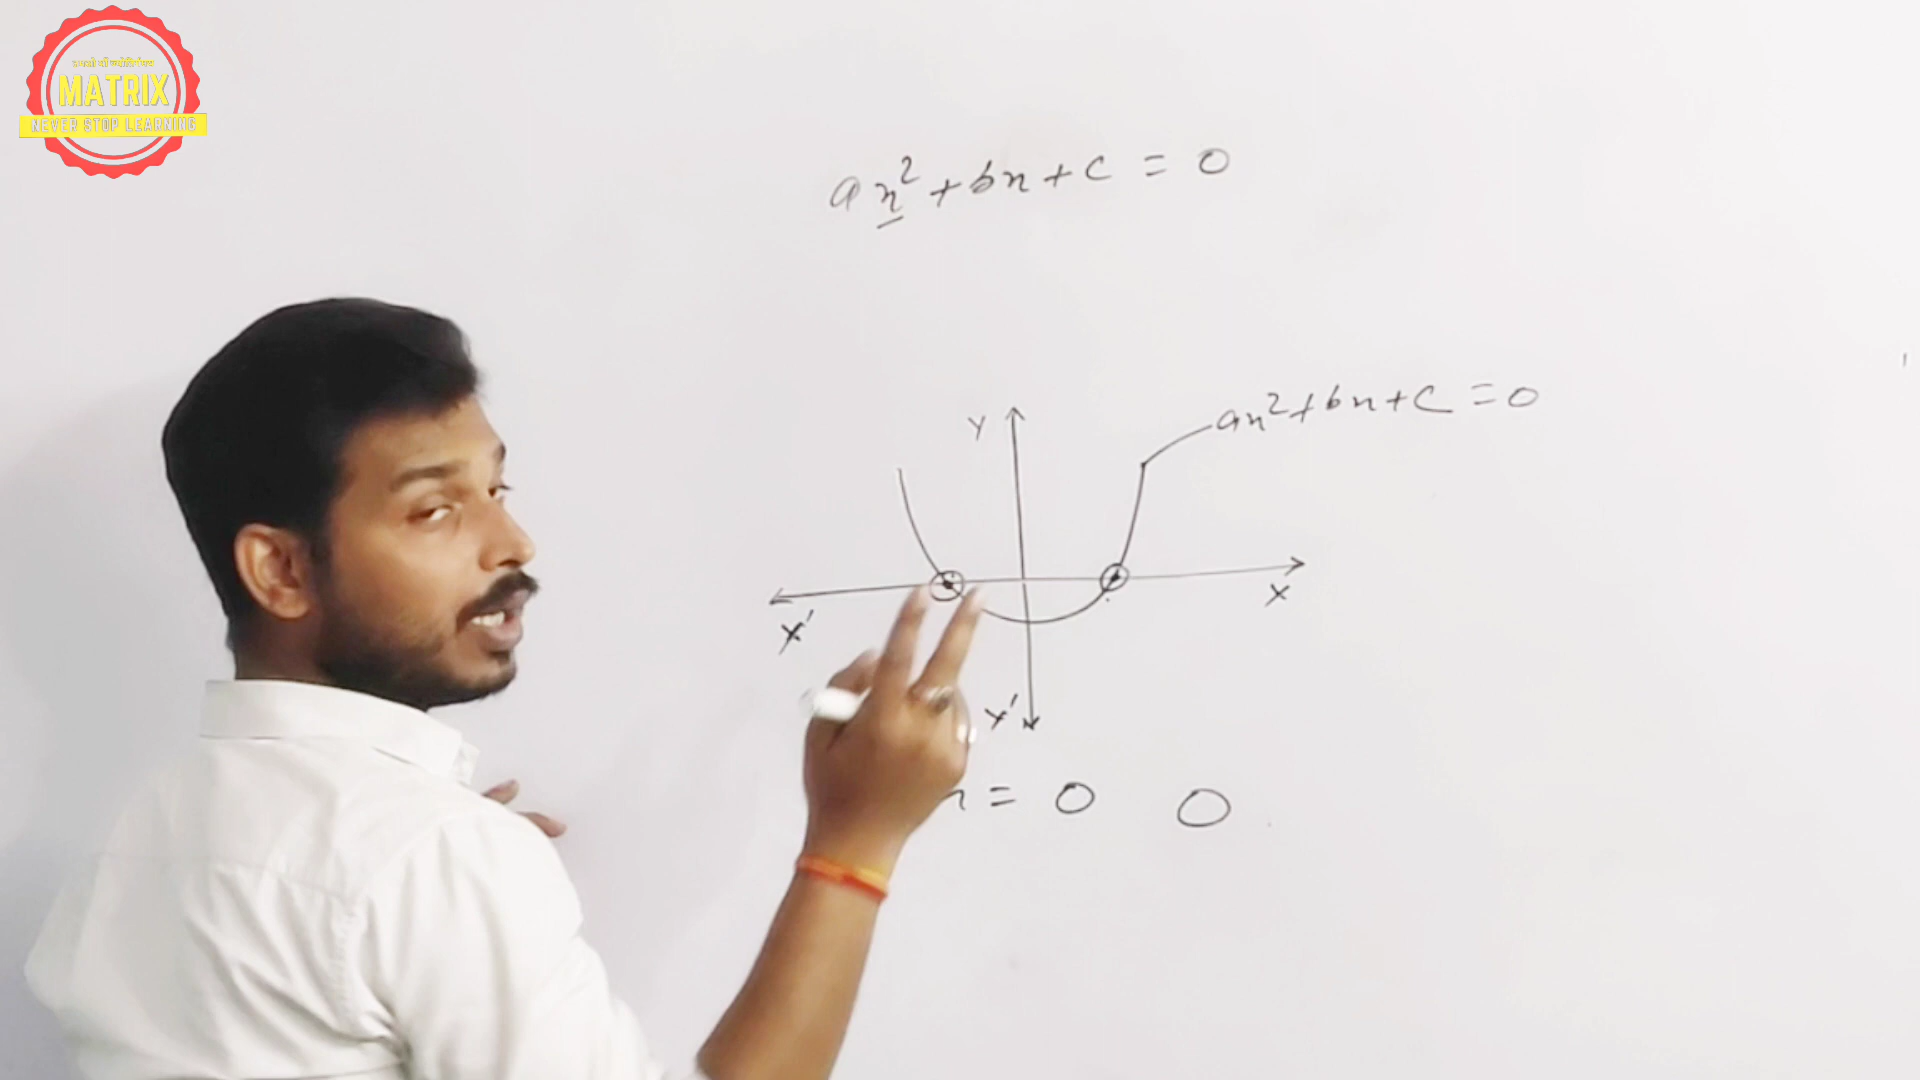 MATRIX
NEVER STOP LEARNING
ax² + bx + c = 0
Y
ax² + bx + c = 0
X' X
Y'
x = 0 0